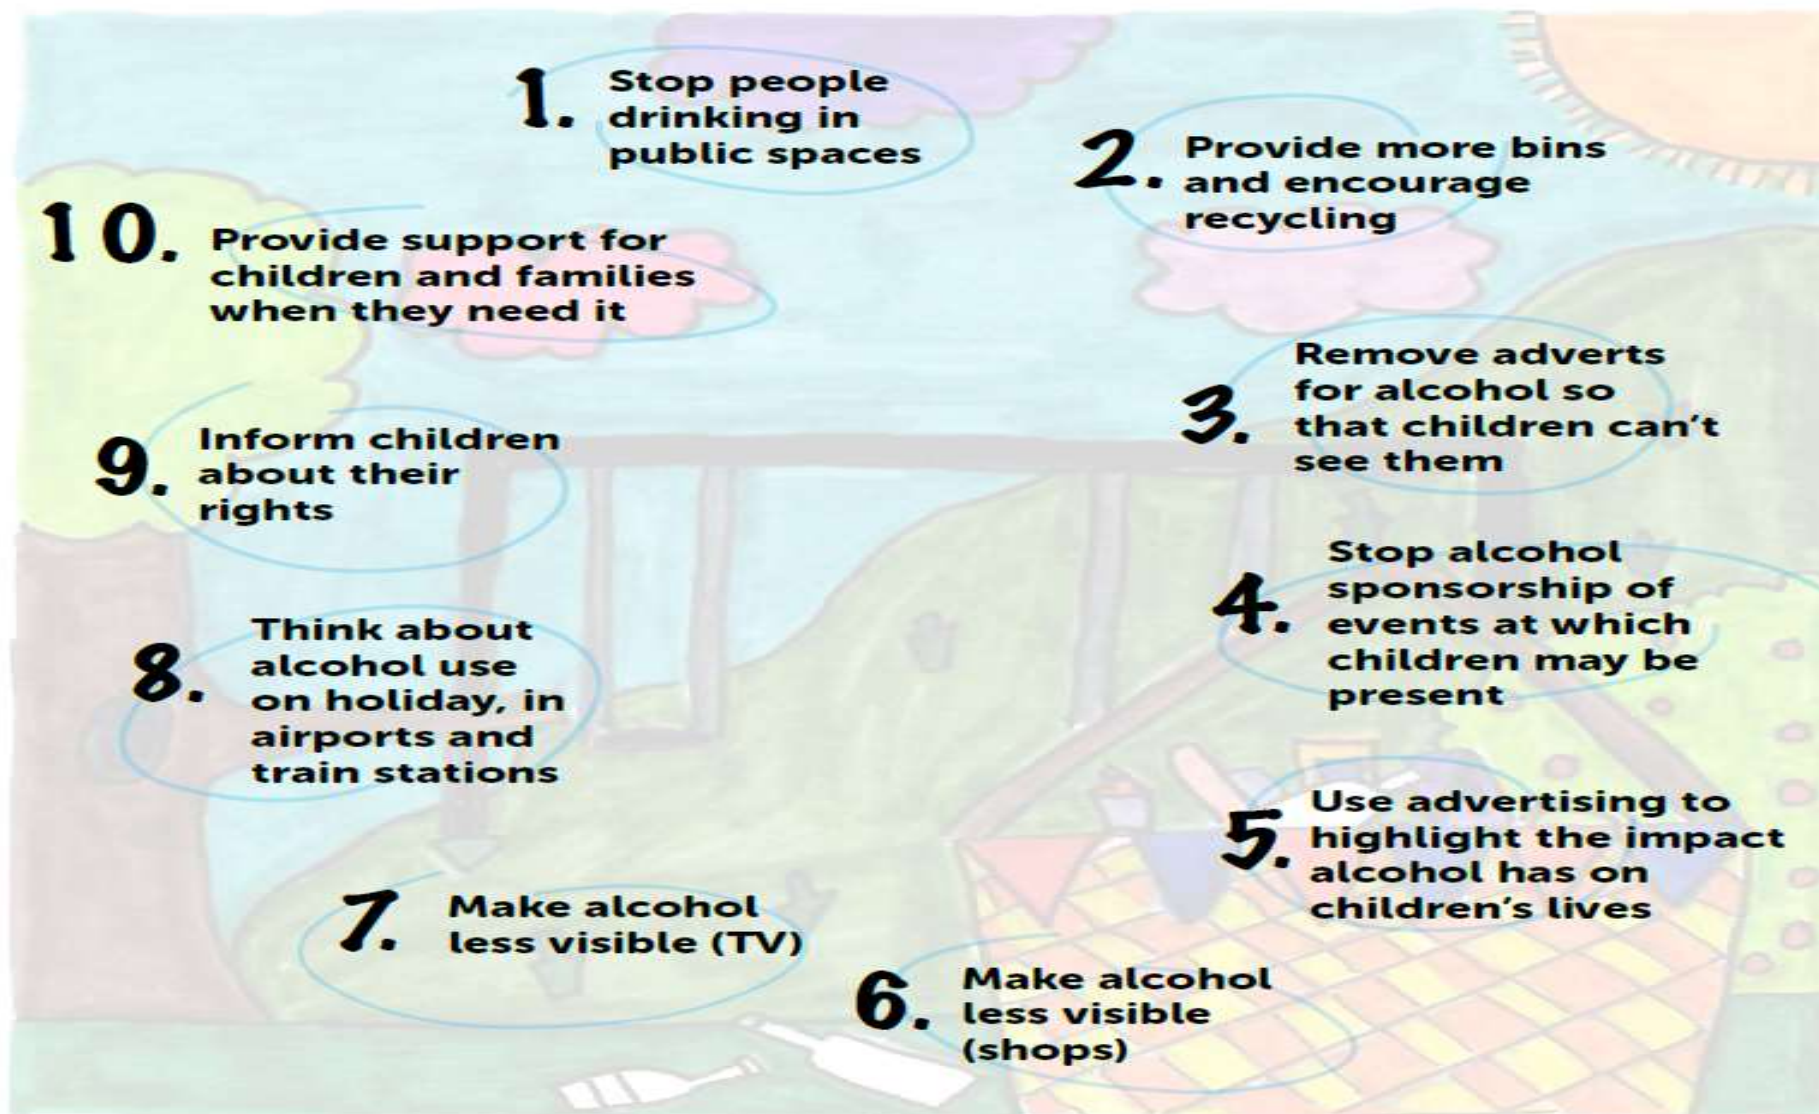 1. Stop people
drinking in
public spaces
2. Provide more bins
and encourage
recycling
3. Remove adverts
for alcohol so
that children can't
see them
4. Stop alcohol
sponsorship of
events at which
children may be
present
5. Use advertising to
highlight the impact
alcohol has on
children's lives
6. Make alcohol
less visible
(shops)
7. Make alcohol
less visible (TV)
8. Think about
alcohol use
on holiday, in
airports and
train stations
9. Inform children
about their
rights
10. Provide support for
children and families
when they need it